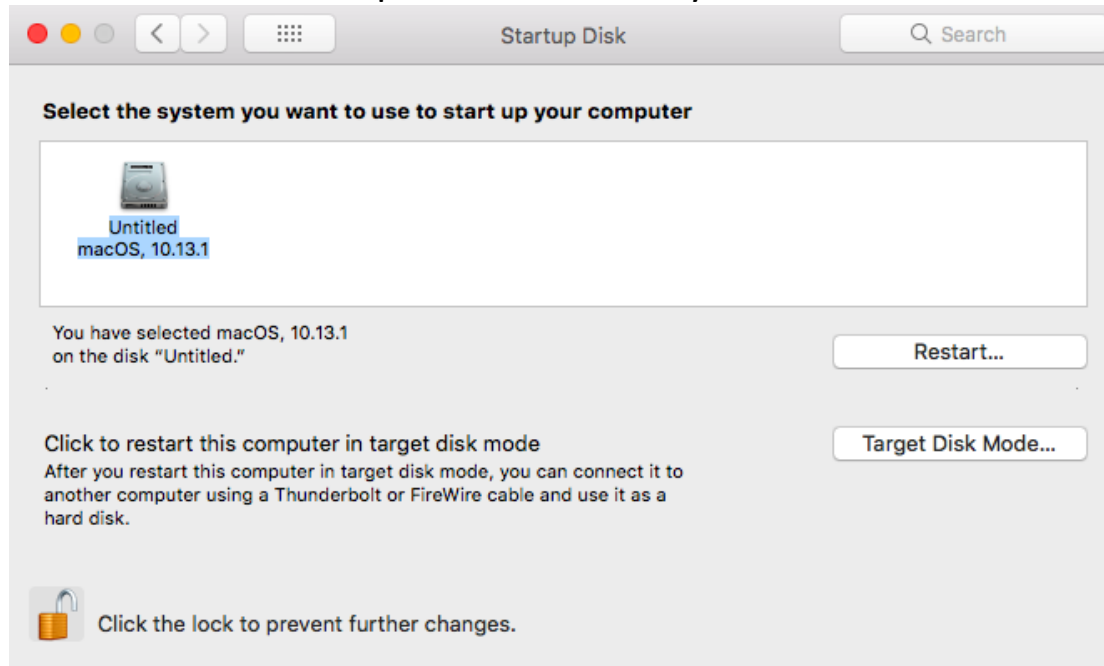 Startup Disk
Search
Select the system you want to use to start up your computer
Untitled
macOS, 10.13.1
You have selected macOS, 10.13.1
on the disk “Untitled.”
Restart...
Click to restart this computer in target disk mode
Target Disk Mode...
After you restart this computer in target disk mode, you can connect it to
another computer using a Thunderbolt or FireWire cable and use it as a
hard disk.
Click the lock to prevent further changes.